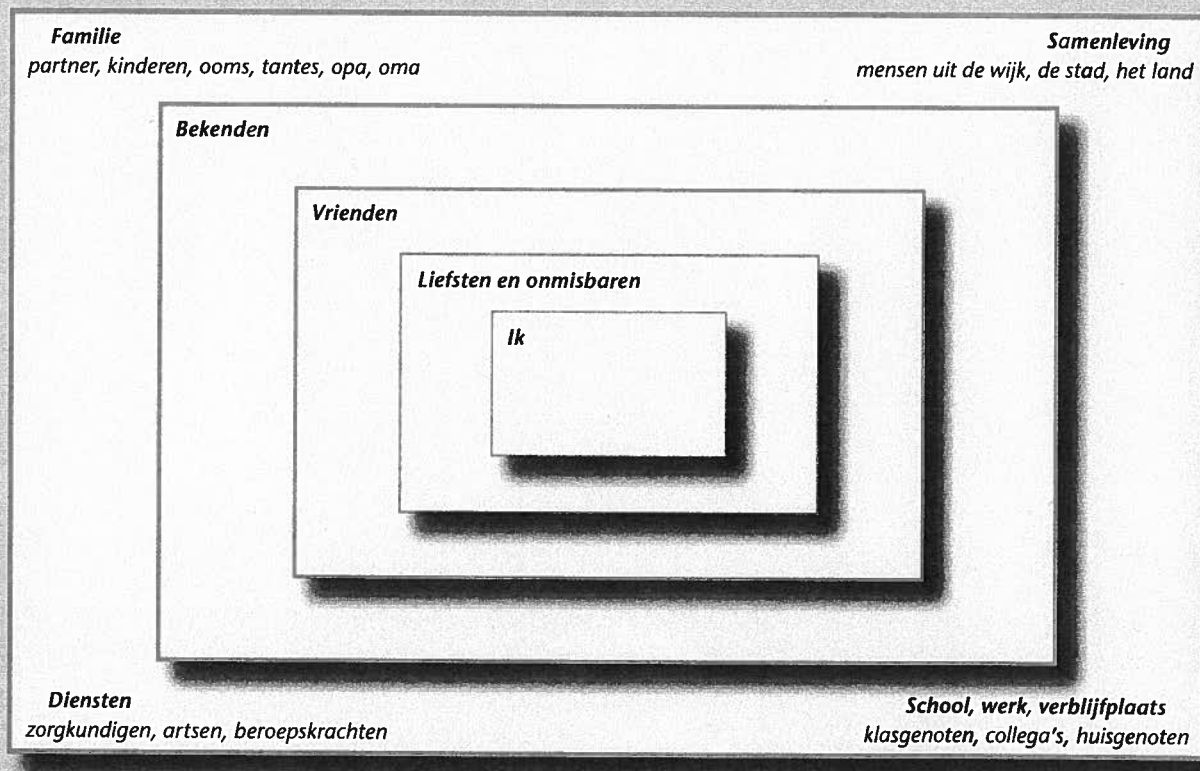 Familie
partner, kinderen, ooms, tantes, opa, oma
Samenleving
mensen uit de wijk, de stad, het land
Bekenden
Vrienden
Liefsten en onmisbaren
Ik
Diensten
zorgkundigen, artsen, beroepskrachten
School, werk, verblijfplaats
klasgenoten, collega's, huisgenoten